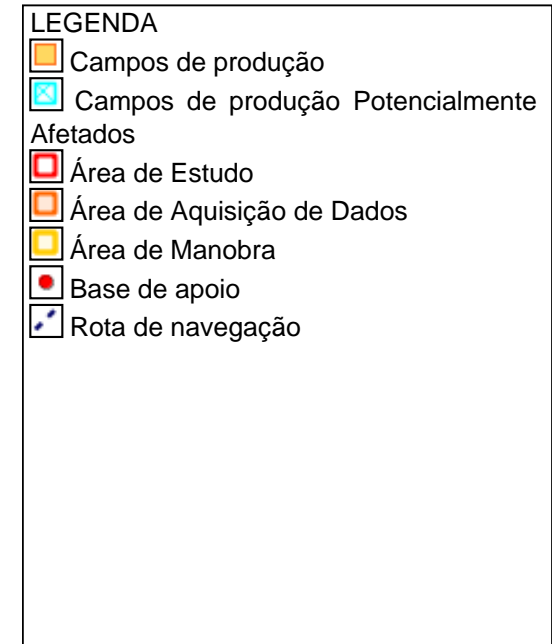 LEGENDA
Campos de produção
Campos de produção Potencialmente
Afetados
Área de Estudo
Área de Aquisição de Dados
Área de Manobra
Base de apoio
Rota de navegação